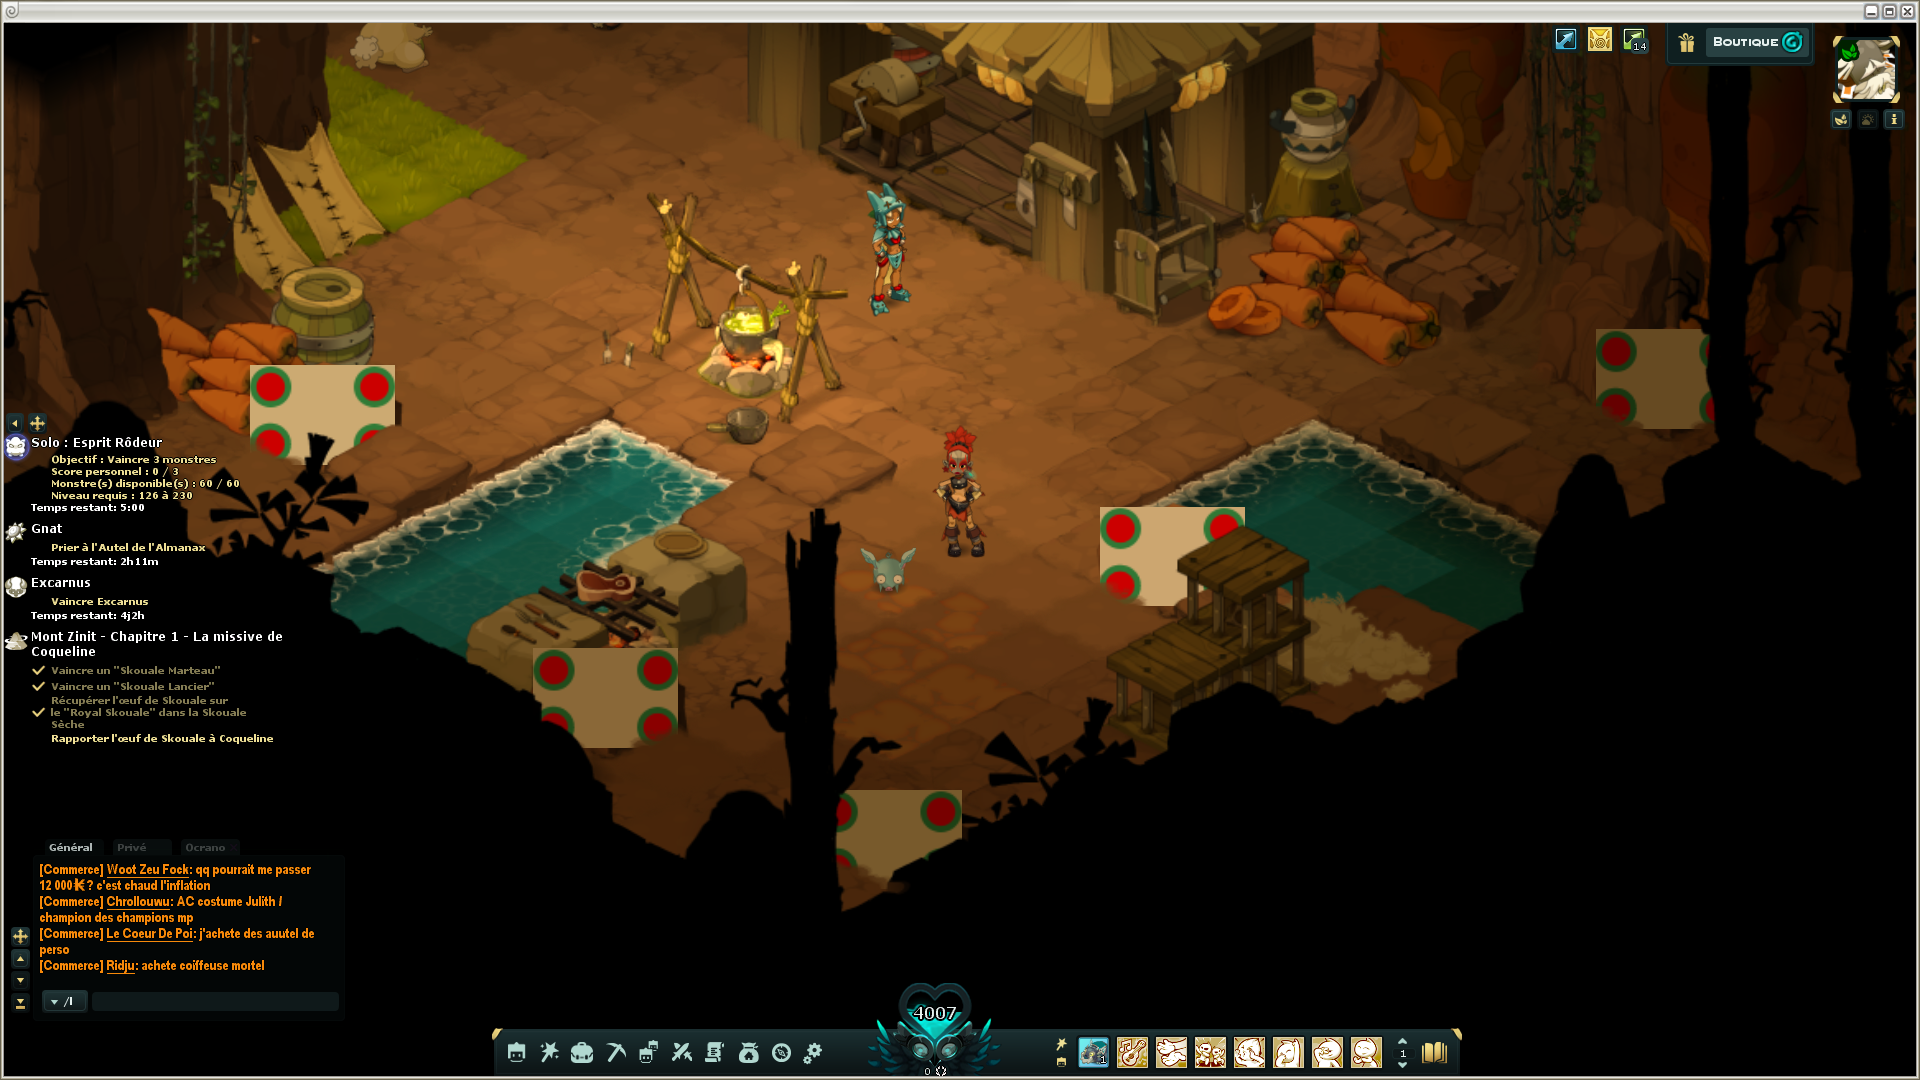 14
BOUTIQUE
Solo : Esprit Rôdeur
Objectif : Vaincre 3 monstres
Score personnel : 0 / 3
Monstre(s) disponible(s) : 60 / 60
Niveau requis : 126 à 230
Temps restant: 5:00
Gnat
Prier à l'Autel de l'Almanax
Temps restant: 2h11m
Excarnus
Vaincre Excarnus
Temps restant: 4j2h
Mont Zinit - Chapitre 1 - La missive de
Coqueline
Vaincre un "Skouale Marteau"
Vaincre un "Skouale Lancier"
Récupérer l'œuf de Skouale sur
le "Royal Skouale" dans la Skouale
Sèche
Rapporter l'œuf de Skouale à Coqueline
Général Privé Ocrano
[Commerce] Woot Zeu Fock: qq pourrait me passer
12 000 ₭ ? c'est chaud l'inflation
[Commerce] Chrollouwu: AC costume Julith /
champion des champions mp
[Commerce] Le Coeur De Poi: j'achete des auutel de
perso
[Commerce] Ridju: achete coiffeuse mortel
/l
4007
0
1
1